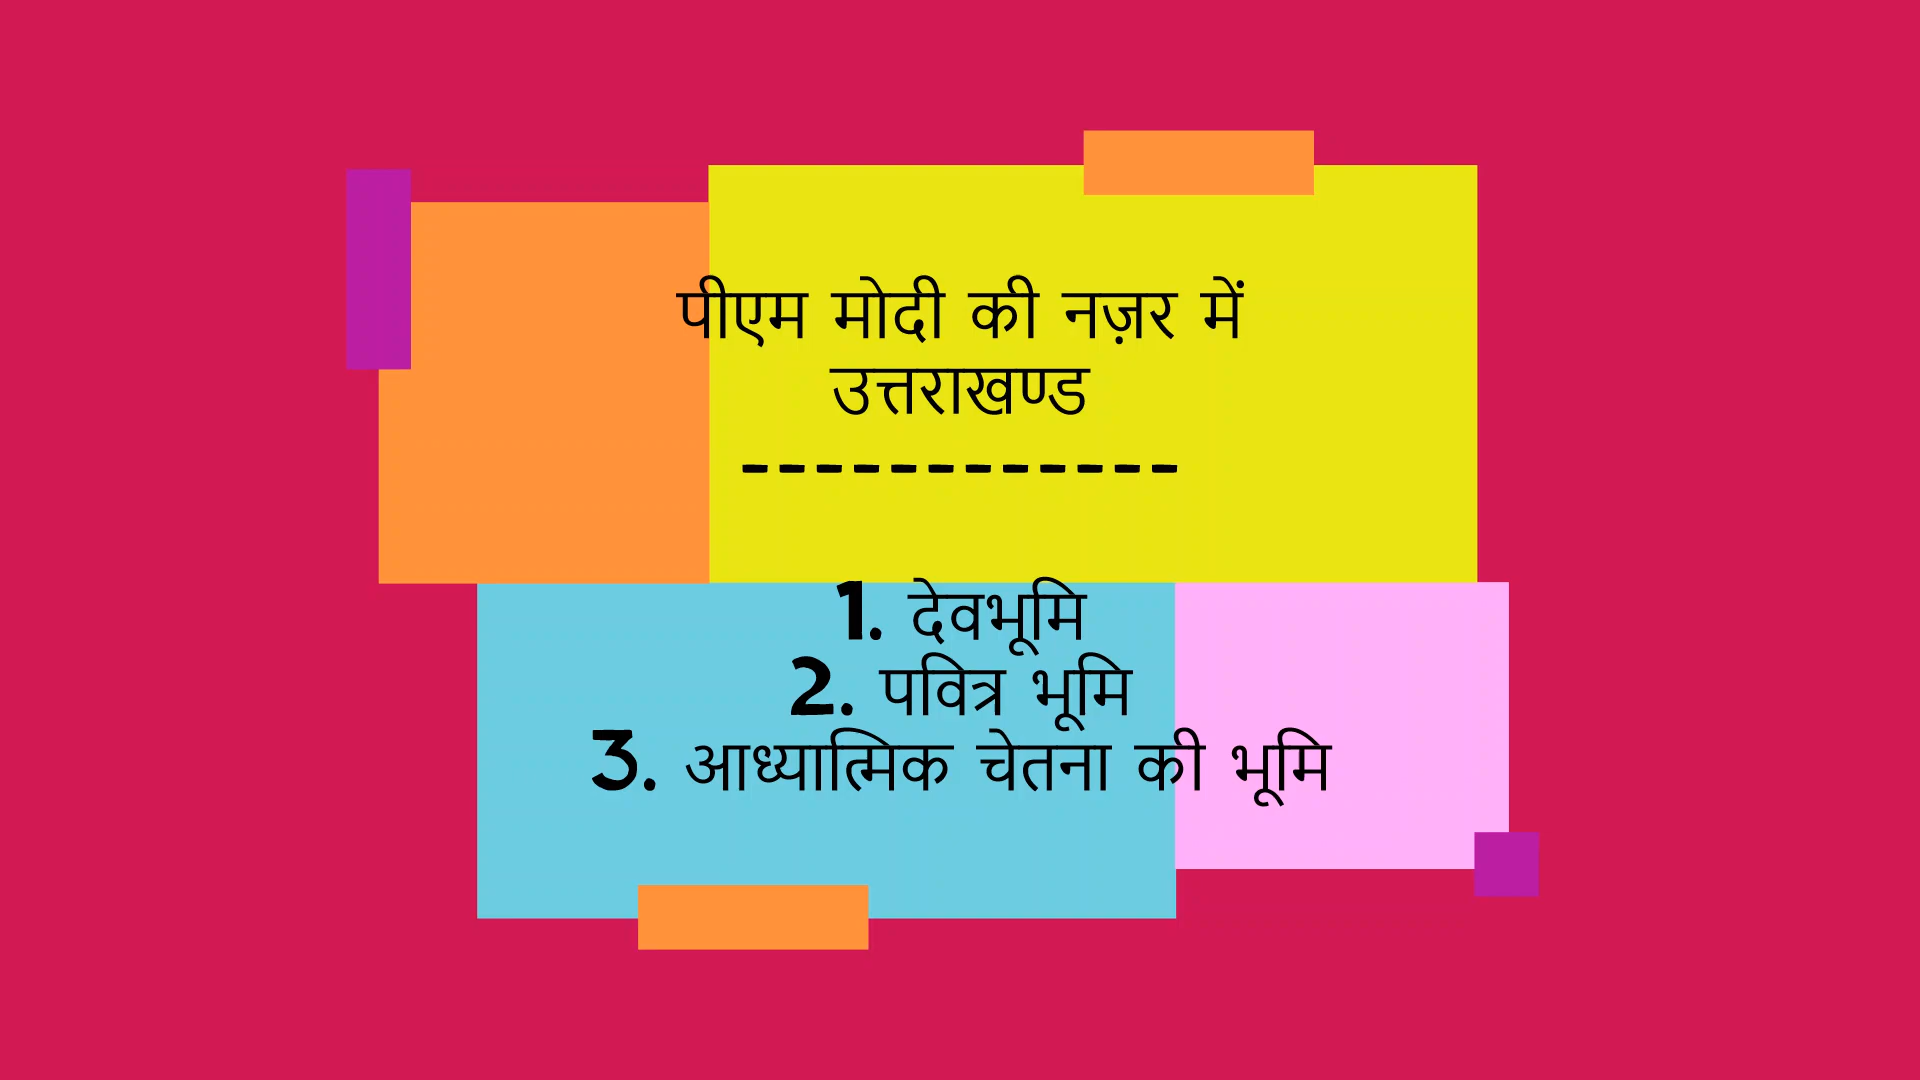 पीएम मोदी की नज़र में
उत्तराखण्ड
------------
1. देवभूमि
2. पवित्र भूमि
3. आध्यात्मिक चेतना की भूमि